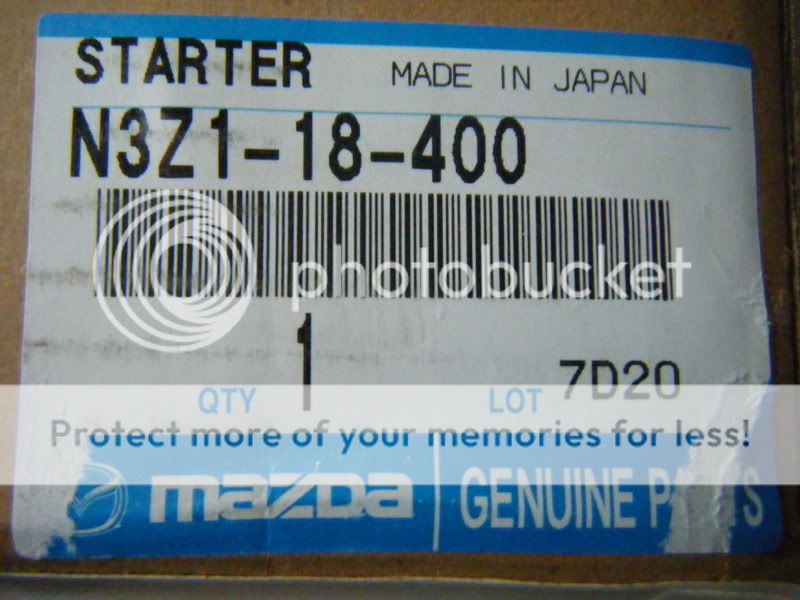 STARTER MADE IN JAPAN
N3Z1-18-400
photobucket
1
QTY LOT 7D20
Protect more of your memories for less!
mazda GENUINE PARTS